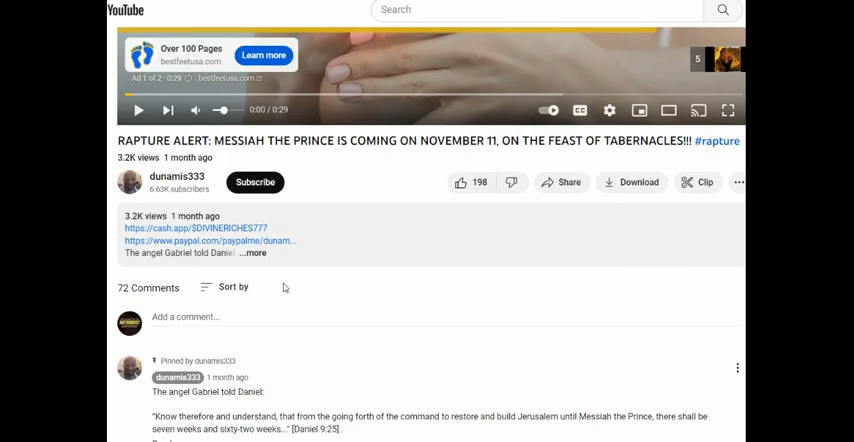 YouTube
Search
Over 100 Pages
bestfeetusa.com
Learn more
5
Ad 1 of 2 · 0:29 bestfeetusa.com
0:00 / 0:29
RAPTURE ALERT: MESSIAH THE PRINCE IS COMING ON NOVEMBER 11, ON THE FEAST OF TABERNACLES!!! #rapture
3.2K views 1 month ago
dunamis333
6.63K subscribers
Subscribe
198
Share
Download
Clip
3.2K views 1 month ago
https://cash.app/$DIVINERICHES777
https://www.paypal.com/paypalme/dunam...
The angel Gabriel told Daniel ...more
72 Comments
Sort by
Add a comment...
Pinned by dunamis333
dunamis333 1 month ago
The angel Gabriel told Daniel:
"Know therefore and understand, that from the going forth of the command to restore and build Jerusalem until Messiah the Prince, there shall be
seven weeks and sixty-two weeks..." [Daniel 9:25]..